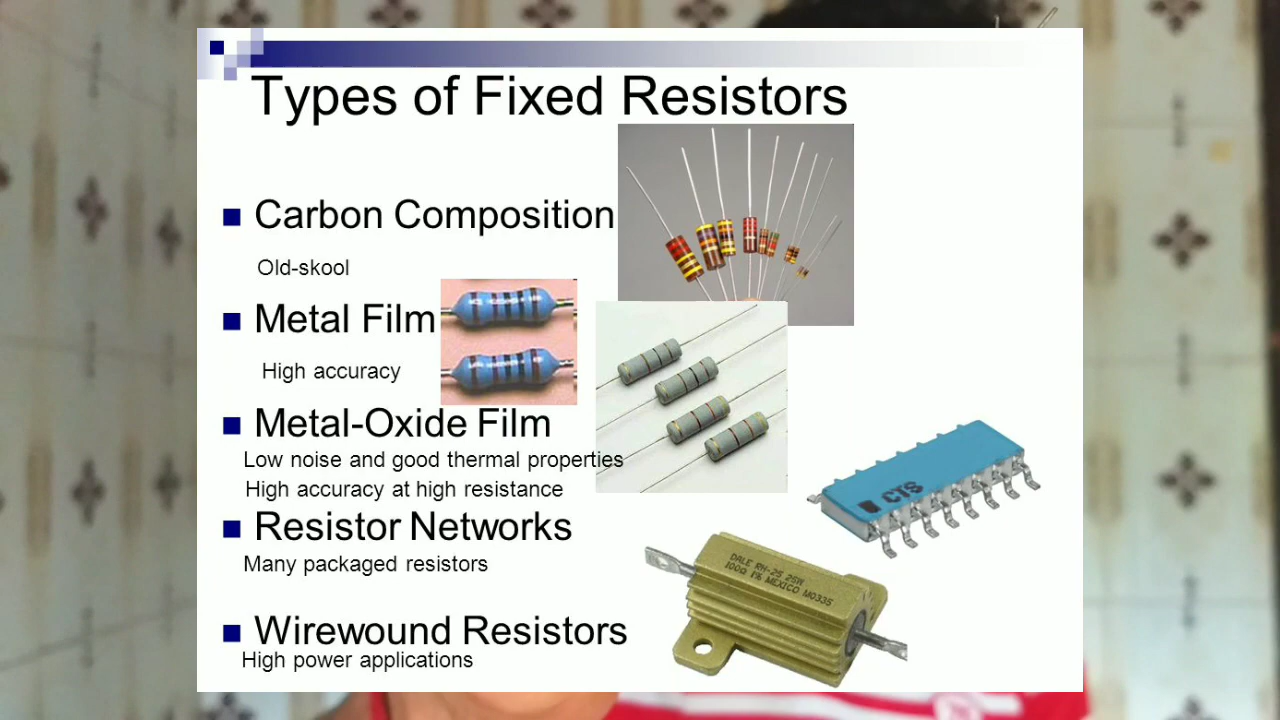 Types of Fixed Resistors
Carbon Composition
Old-skool
Metal Film
High accuracy
Metal-Oxide Film
Low noise and good thermal properties
High accuracy at high resistance
CTS
Resistor Networks
Many packaged resistors
DALE RH-25 25W
100Ω 1% MEXICO M0335
Wirewound Resistors
High power applications